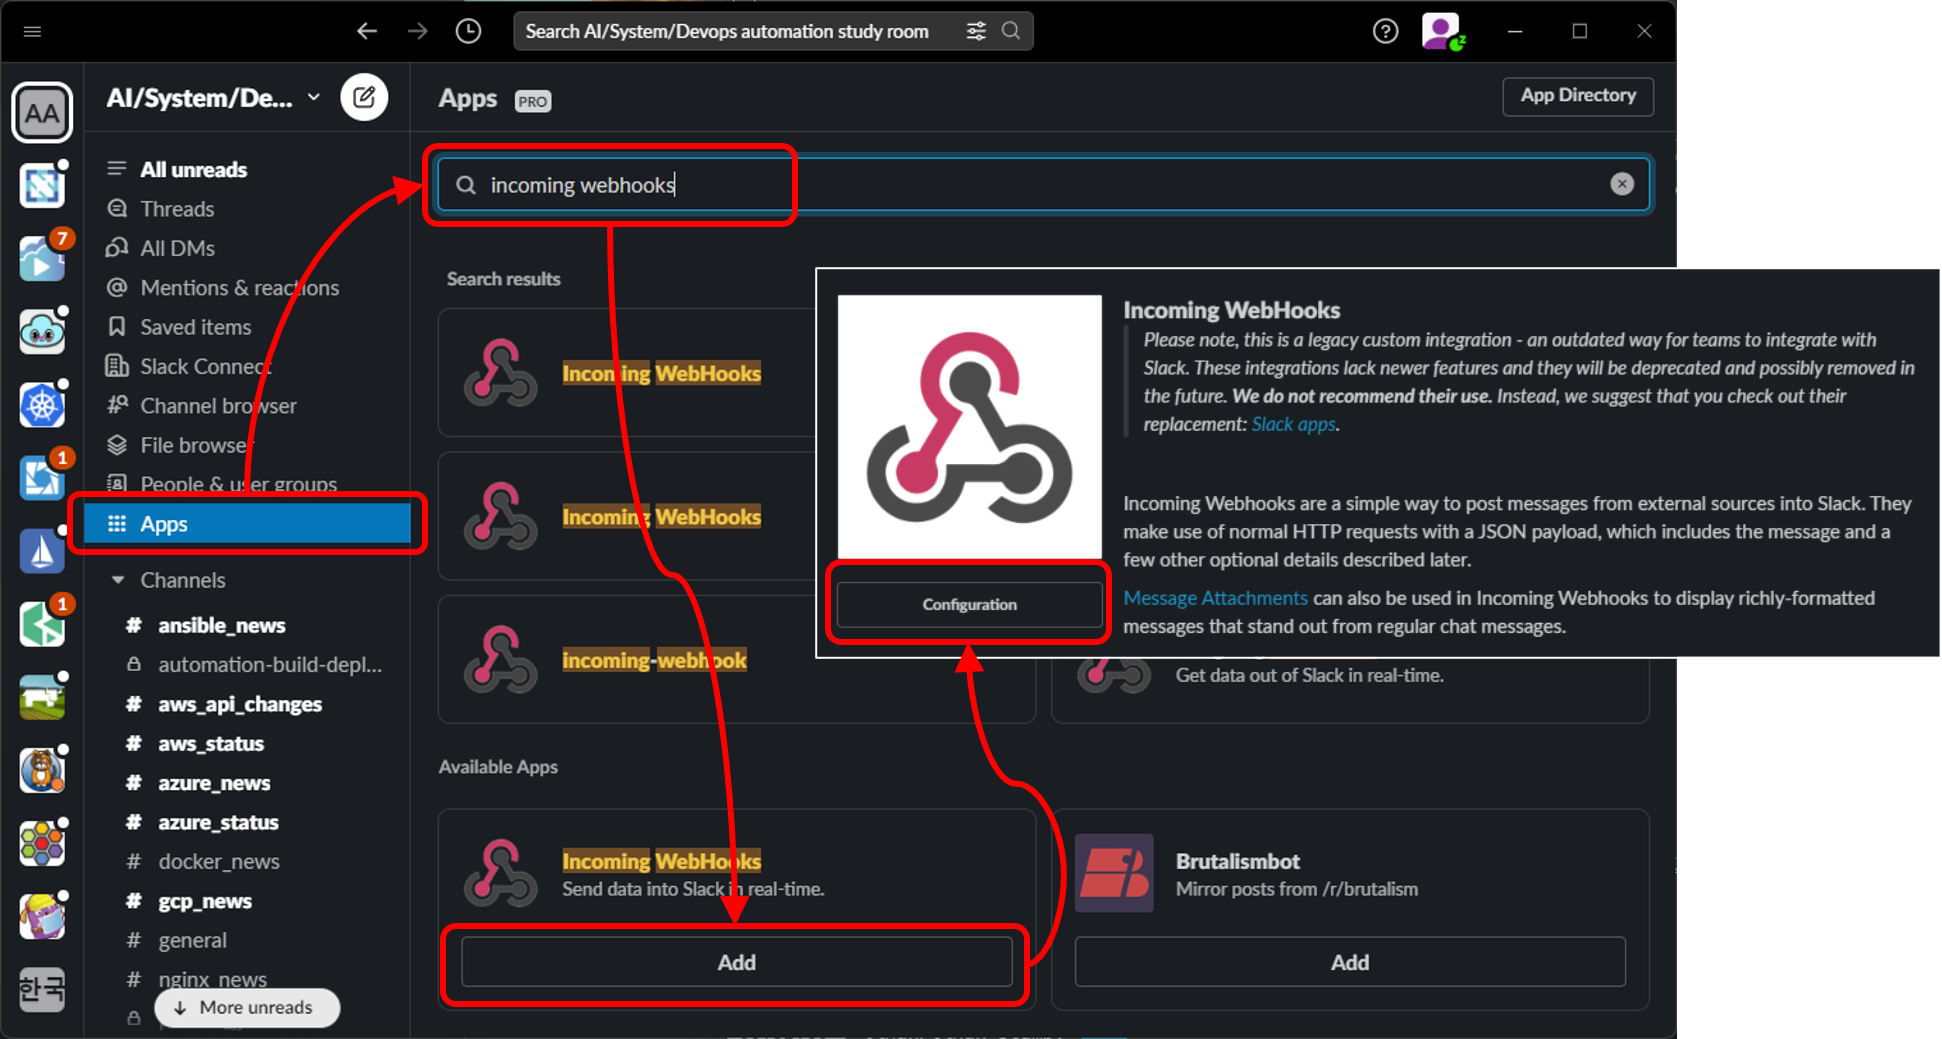 Search AI/System/Devops automation study room
AA
AI/System/De...
Apps PRO
App Directory
All unreads
Threads
All DMs
Mentions & reactions
Saved items
Slack Connect
Channel browser
File browser
People & user groups
Apps
Channels
# ansible_news
automation-build-depl...
# aws_api_changes
# aws_status
# azure_news
# azure_status
# docker_news
# gcp_news
# general
# nginx_news
More unreads
7
1
1
한국
incoming webhooks
Search results
Incoming WebHooks
Incoming WebHooks
incoming-webhook
Get data out of Slack in real-time.
Available Apps
Incoming WebHooks
Send data into Slack in real-time.
Add
Brutalismbot
Mirror posts from /r/brutalism
Add
Incoming WebHooks
Please note, this is a legacy custom integration - an outdated way for teams to integrate with
Slack. These integrations lack newer features and they will be deprecated and possibly removed in
the future. We do not recommend their use. Instead, we suggest that you check out their
replacement: Slack apps.
Incoming Webhooks are a simple way to post messages from external sources into Slack. They
make use of normal HTTP requests with a JSON payload, which includes the message and a
few other optional details described later.
Message Attachments can also be used in Incoming Webhooks to display richly-formatted
messages that stand out from regular chat messages.
Configuration